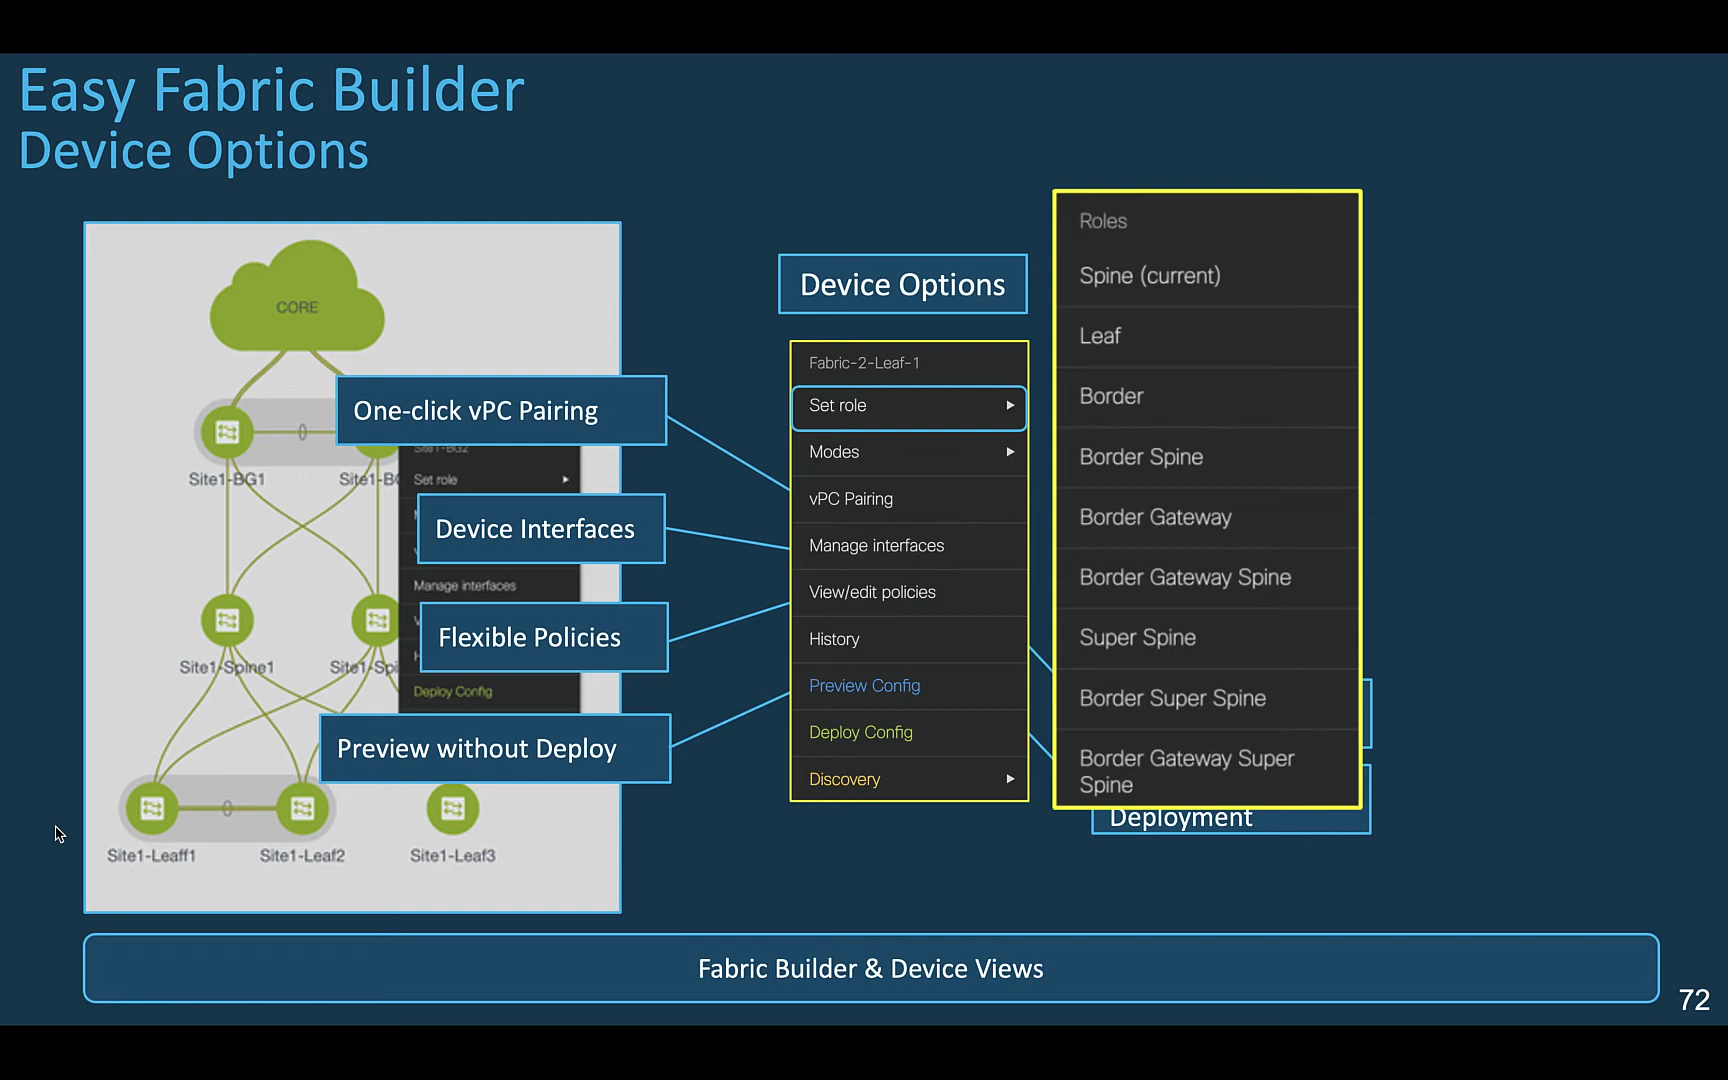 Easy Fabric Builder
Device Options
CORE
Site1-BG1
Site1-BG2
Set role
Manage interfaces
Deploy Config
Site1-Spine1
Site1-Leaff1
Site1-Leaf2
Site1-Leaf3
One-click vPC Pairing
Device Interfaces
Flexible Policies
Preview without Deploy
Device Options
Fabric-2-Leaf-1
Set role
Modes
vPC Pairing
Manage interfaces
View/edit policies
History
Preview Config
Deploy Config
Discovery
Roles
Spine (current)
Leaf
Border
Border Spine
Border Gateway
Border Gateway Spine
Super Spine
Border Super Spine
Border Gateway Super
Spine
Deployment
Fabric Builder & Device Views
72